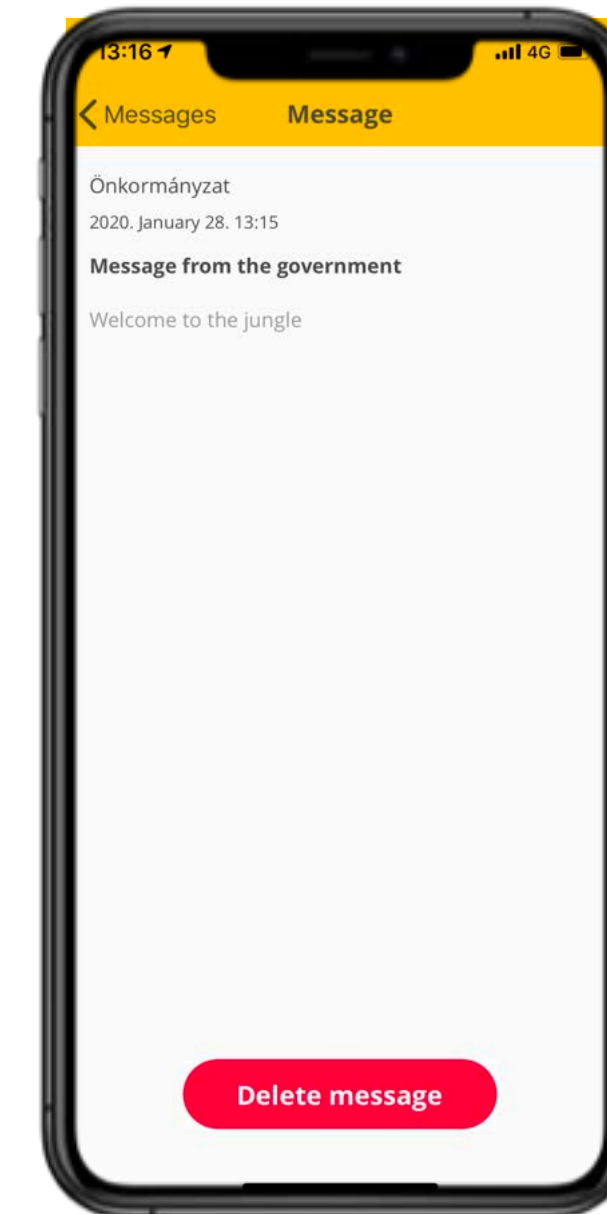 13:16
4G
Messages Message
Önkormányzat
2020. January 28. 13:15
Message from the government
Welcome to the jungle
Delete message